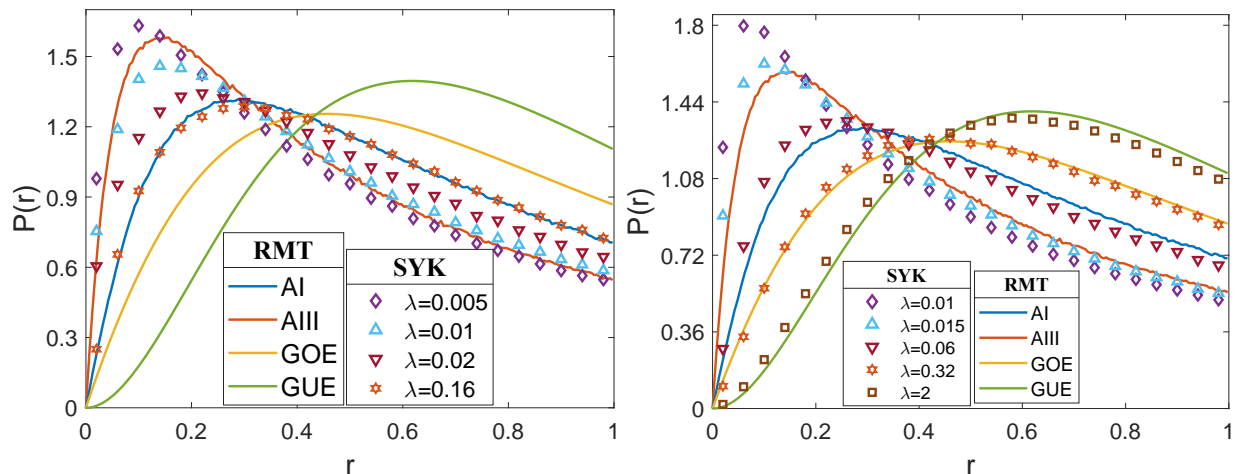 P(r)
1.5
1.2
0.9
0.6
0.3
0
0
0.2
0.4
0.6
0.8
1
r
RMT
AI
AIII
GOE
GUE
SYK
λ=0.005
λ=0.01
λ=0.02
λ=0.16
P(r)
1.8
1.44
1.08
0.72
0.36
0
0
0.2
0.4
0.6
0.8
1
r
SYK
λ=0.01
λ=0.015
λ=0.06
λ=0.32
λ=2
RMT
AI
AIII
GOE
GUE